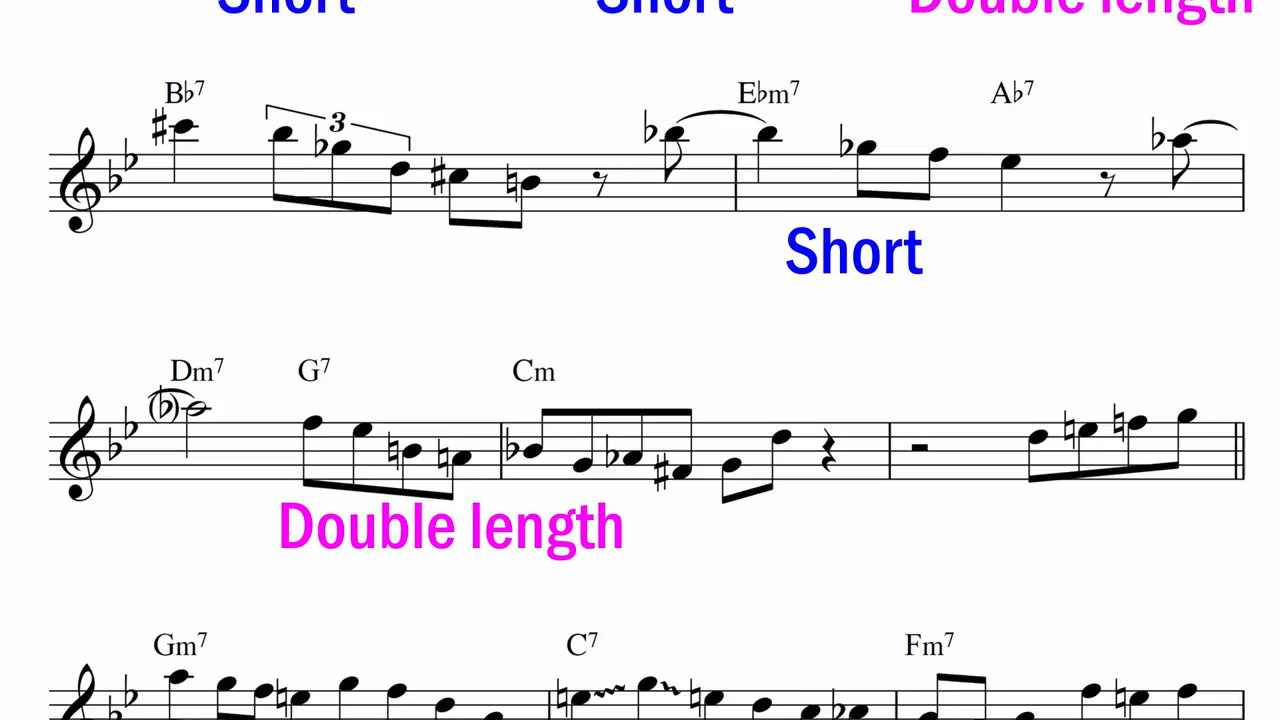 Short Short Double length
B♭7 E♭m7 A♭7
3
Short
Dm7 G7 Cm
Double length
Gm7 C7 Fm7